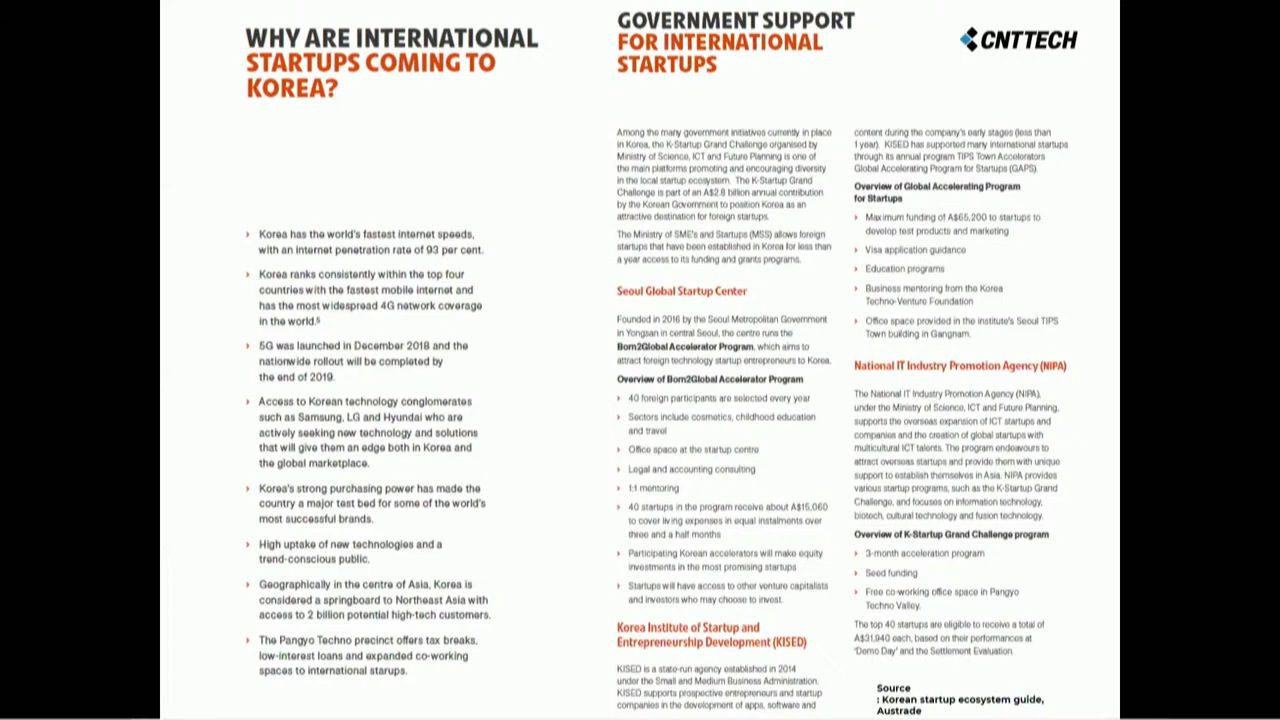 WHY ARE INTERNATIONAL
STARTUPS COMING TO
KOREA?
› Korea has the world's fastest internet speeds,
with an internet penetration rate of 93 per cent.
› Korea ranks consistently within the top four
countries with the fastest mobile internet and
has the most widespread 4G network coverage
in the world.⁵
› 5G was launched in December 2018 and the
nationwide rollout will be completed by
the end of 2019.
› Access to Korean technology conglomerates
such as Samsung, LG and Hyundai who are
actively seeking new technology and solutions
that will give them an edge both in Korea and
the global marketplace.
› Korea's strong purchasing power has made the
country a major test bed for some of the world's
most successful brands.
› High uptake of new technologies and a
trend-conscious public.
› Geographically in the centre of Asia, Korea is
considered a springboard to Northeast Asia with
access to 2 billion potential high-tech customers.
› The Pangyo Techno precinct offers tax breaks,
low-interest loans and expanded co-working
spaces to international starups.
GOVERNMENT SUPPORT
FOR INTERNATIONAL
STARTUPS
Among the many government initiatives currently in place
in Korea, the K-Startup Grand Challenge organised by
Ministry of Science, ICT and Future Planning is one of
the main platforms promoting and encouraging diversity
in the local startup ecosystem. The K-Startup Grand
Challenge is part of an A$2.8 billion annual contribution
by the Korean Government to position Korea as an
attractive destination for foreign startups.
The Ministry of SME's and Startups (MSS) allows foreign
startups that have been established in Korea for less than
a year access to its funding and grants programs.
Seoul Global Startup Center
Founded in 2016 by the Seoul Metropolitan Government
in Yongsan in central Seoul, the centre runs the
Born2Global Accelerator Program, which aims to
attract foreign technology startup entrepreneurs to Korea.
Overview of Born2Global Accelerator Program
› 40 foreign participants are selected every year
› Sectors include cosmetics, childhood education
and travel
› Office space at the startup centre
› Legal and accounting consulting
› 1:1 mentoring
› 40 startups in the program receive about A$15,060
to cover living expenses in equal instalments over
three and a half months
› Participating Korean accelerators will make equity
investments in the most promising startups
› Startups will have access to other venture capitalists
and investors who may choose to invest.
Korea Institute of Startup and
Entrepreneurship Development (KISED)
KISED is a state-run agency established in 2014
under the Small and Medium Business Administration.
KISED supports prospective entrepreneurs and startup
companies in the development of apps, software and
CNTTECH
content during the company's early stages (less than
1 year). KISED has supported many international startups
through its annual program TIPS Town Accelerators
Global Accelerating Program for Startups (GAPS).
Overview of Global Accelerating Program
for Startups
› Maximum funding of A$65,200 to startups to
develop test products and marketing
› Visa application guidance
› Education programs
› Business mentoring from the Korea
Techno-Venture Foundation
› Office space provided in the institute's Seoul TIPS
Town building in Gangnam.
National IT Industry Promotion Agency (NIPA)
The National IT Industry Promotion Agency (NIPA),
under the Ministry of Science, ICT and Future Planning,
supports the overseas expansion of ICT startups and
companies and the creation of global startups with
multicultural ICT talents. The program endeavours to
attract overseas startups and provide them with unique
support to establish themselves in Asia. NIPA provides
various startup programs, such as the K-Startup Grand
Challenge, and focuses on information technology,
biotech, cultural technology and fusion technology.
Overview of K-Startup Grand Challenge program
› 3-month acceleration program
› Seed funding
› Free co-working office space in Pangyo
Techno Valley.
The top 40 startups are eligible to receive a total of
A$31,940 each, based on their performances at
'Demo Day' and the Settlement Evaluation.
Source
: Korean startup ecosystem guide,
Austrade